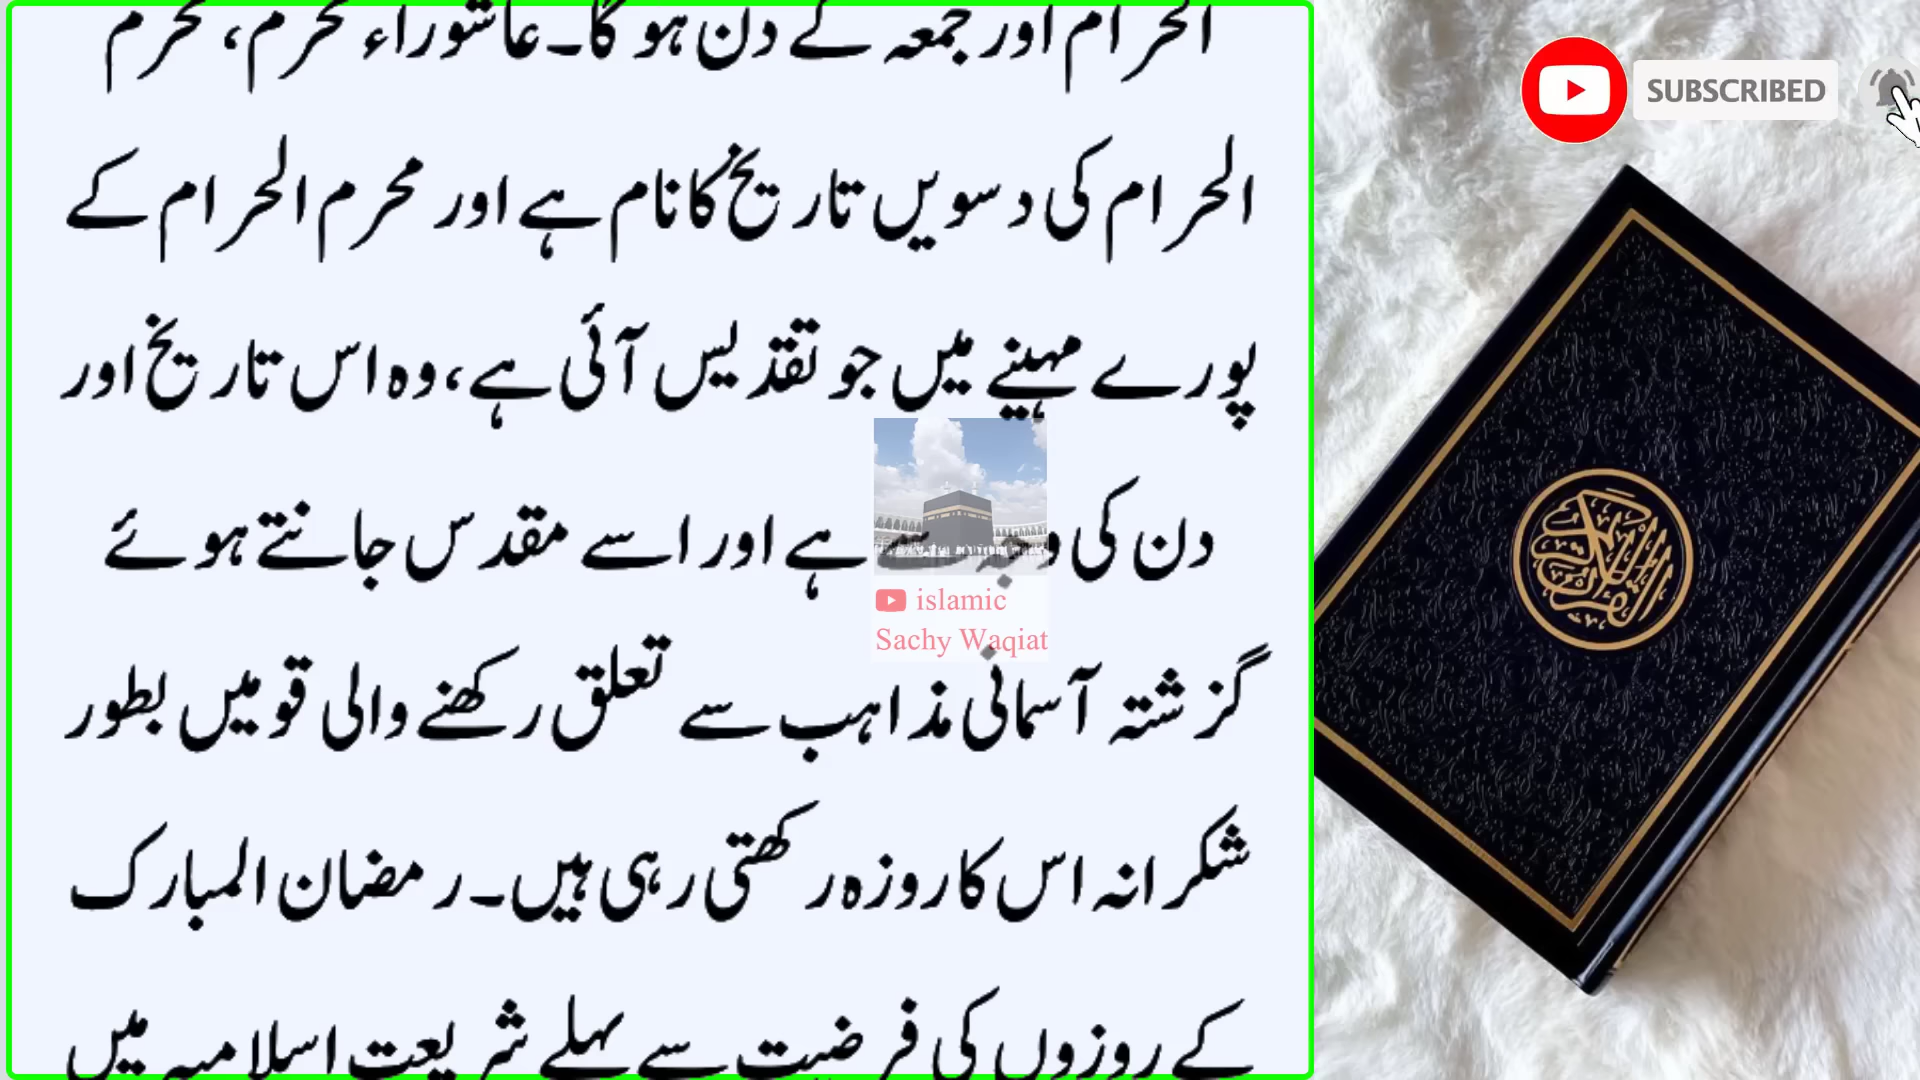 الحرام اور جمعہ کے دن ہو گا۔ عاشوراء محرم، محرم
الحرام کی دسویں تاریخ کا نام ہے اور محرم الحرام کے
پورے مہینے میں جو تقدیس آئی ہے، وہ اس تاریخ اور
دن کی وجہ سے ہے اور اسے مقدس جانتے ہوئے
گزشتہ آسمانی مذاہب سے تعلق رکھنے والی قومیں بطور
شکرانہ اس کا روزہ رکھتی رہی ہیں۔ رمضان المبارک
کے روزوں کی فرضیت سے پہلے شریعت اسلامیہ میں
islamic
Sachy Waqiat
SUBSCRIBED
القرآن الكريم